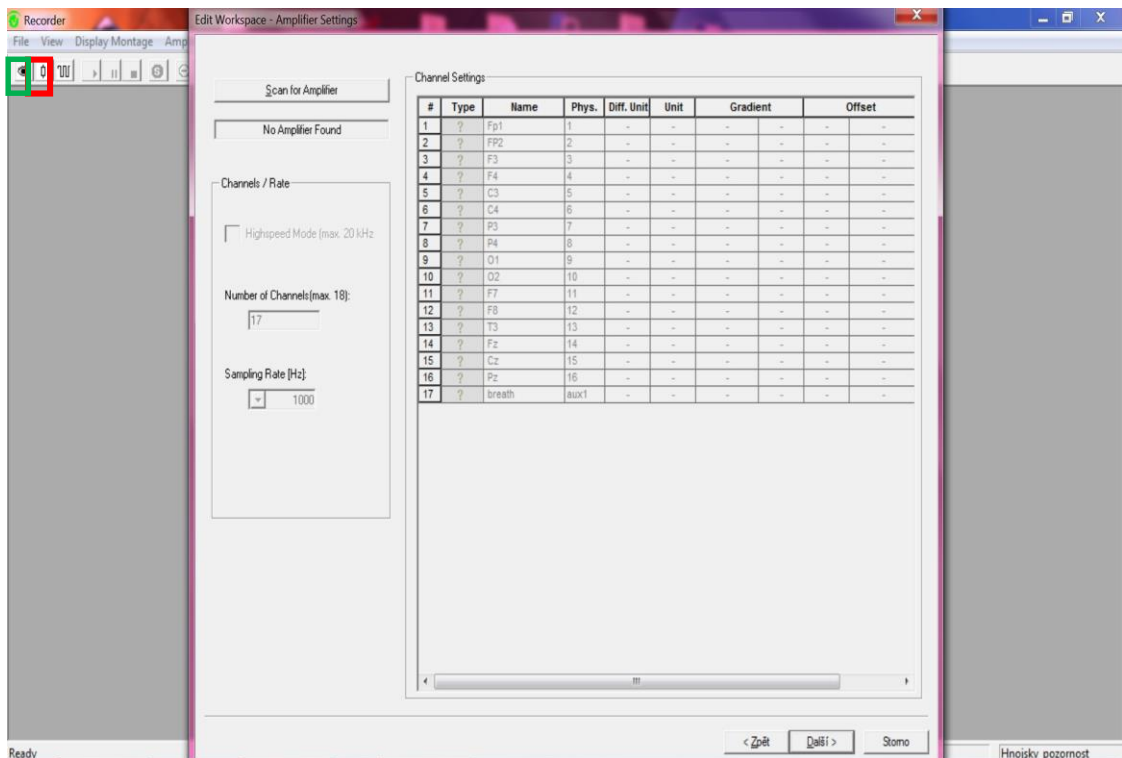 Recorder
Edit Workspace - Amplifier Settings
File View Display Montage Amp
Scan for Amplifier
No Amplifier Found
Channels / Rate
Highspeed Mode (max. 20 kHz
Number of Channels(max. 18):
17
Sampling Rate [Hz]:
1000
Channel Settings
# Type Name Phys. Diff. Unit Unit Gradient Offset
1 ? Fp1 1 - - - - - -
2 ? FP2 2 - - - - - -
3 ? F3 3 - - - - - -
4 ? F4 4 - - - - - -
5 ? C3 5 - - - - - -
6 ? C4 6 - - - - - -
7 ? P3 7 - - - - - -
8 ? P4 8 - - - - - -
9 ? O1 9 - - - - - -
10 ? O2 10 - - - - - -
11 ? F7 11 - - - - - -
12 ? F8 12 - - - - - -
13 ? T3 13 - - - - - -
14 ? Fz 14 - - - - - -
15 ? Cz 15 - - - - - -
16 ? Pz 16 - - - - - -
17 ? breath aux1 - - - - - -
< Zpět Další > Storno
Ready
Hnojsky_pozornost